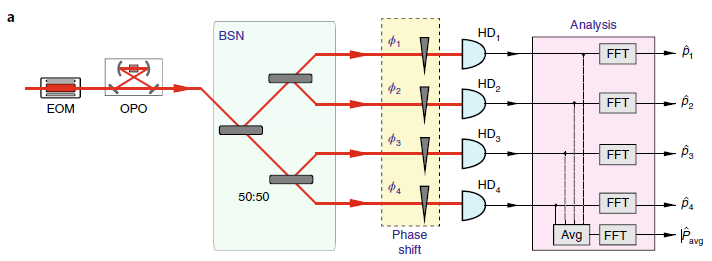 a
EOM
OPO
BSN
50:50
ϕ1
ϕ2
ϕ3
ϕ4
Phase
shift
HD1
HD2
HD3
HD4
Analysis
FFT
FFT
FFT
FFT
Avg
FFT
p̂1
p̂2
p̂3
p̂4
|P̂avg